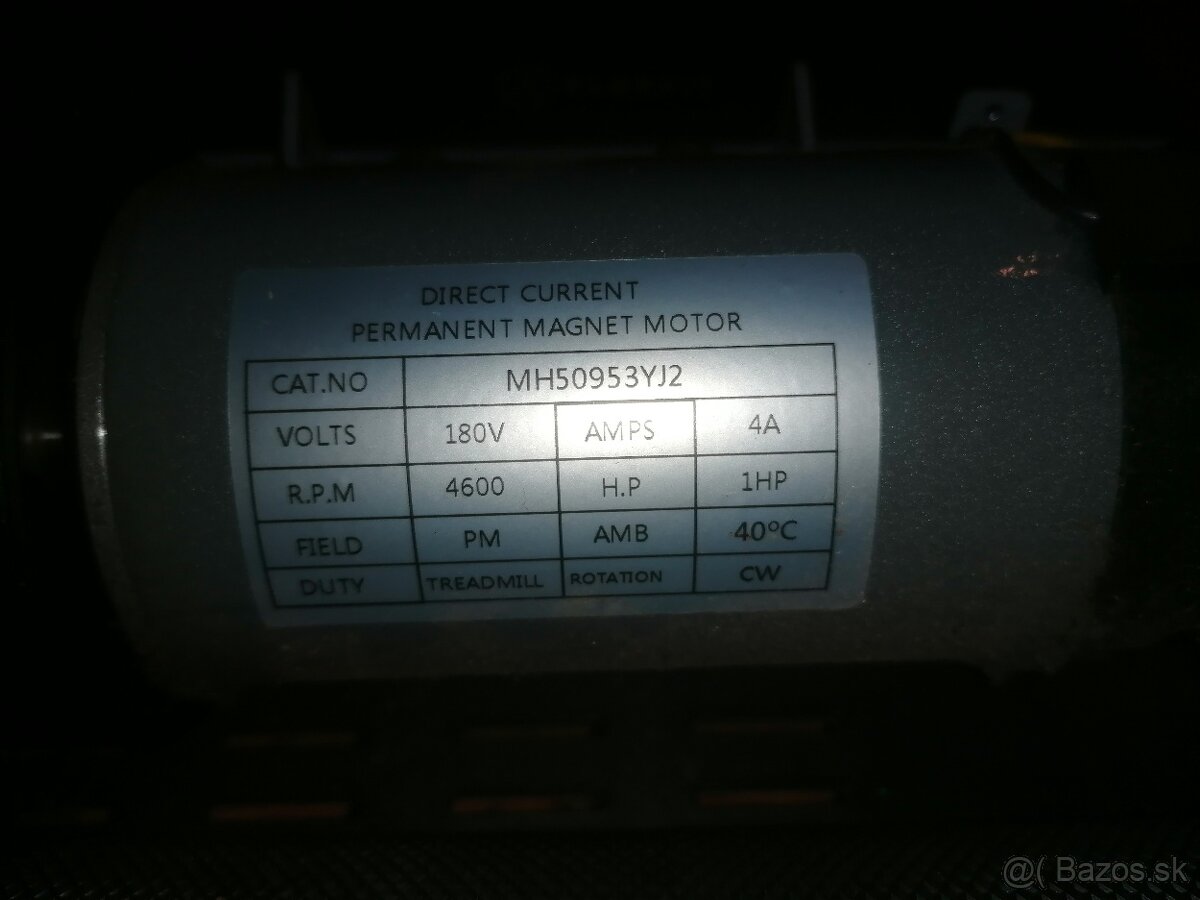 DIRECT CURRENT
PERMANENT MAGNET MOTOR
CAT.NO MH50953YJ2
VOLTS 180V AMPS 4A
R.P.M 4600 H.P 1HP
FIELD PM AMB 40°C
DUTY TREADMILL ROTATION CW
@( Bazos.sk